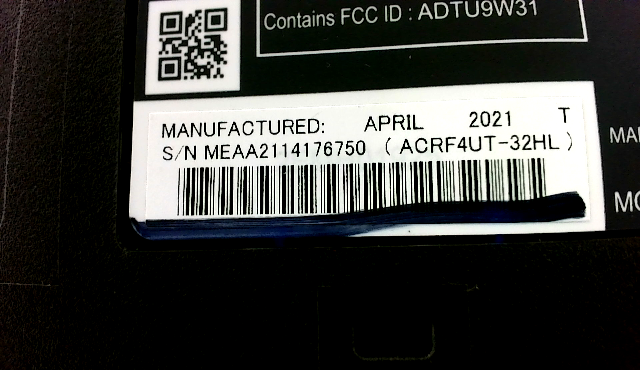 Contains FCC ID : ADTU9W31
MANUFACTURED: APRIL 2021 T
S/N MEAA2114176750 ( ACRF4UT-32HL )